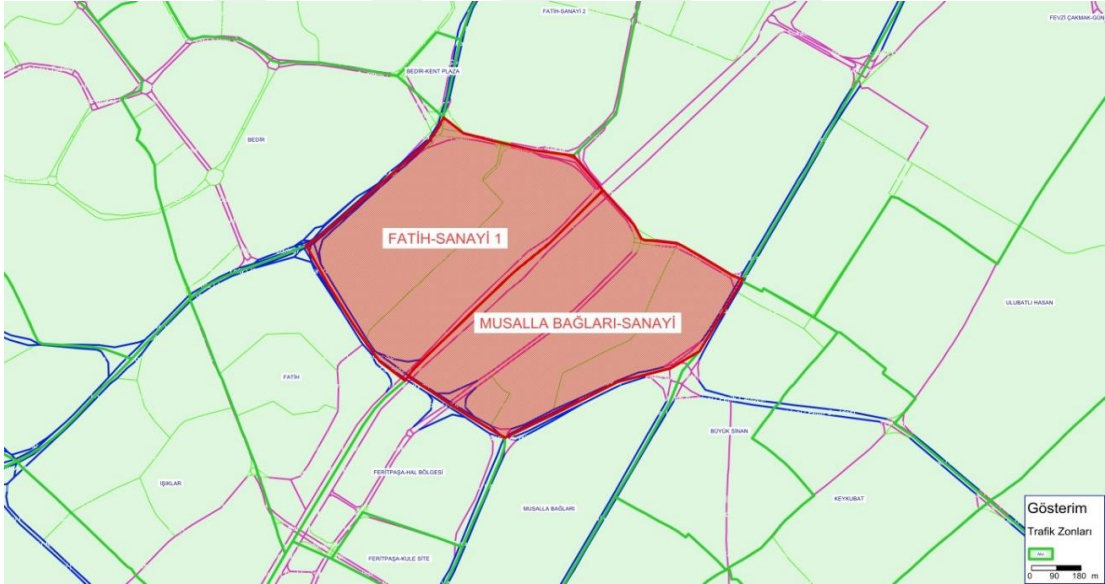 FATİH-SANAYİ 2
FEVZİ ÇAKMAK-GÜN
BEDİR-KENT PLAZA
BEDİR
FATİH-SANAYİ 1
ULUBATLI HASAN
MUSALLA BAĞLARI-SANAYİ
FATİH
BÜYÜK SİNAN
FERİTPAŞA-HAL BÖLGESİ
IŞIKLAR
KEYKUBAT
MUSALLA BAĞLARI
FERİTPAŞA-KULE SİTE
Gösterim
Trafik Zonları
0 90 180 m